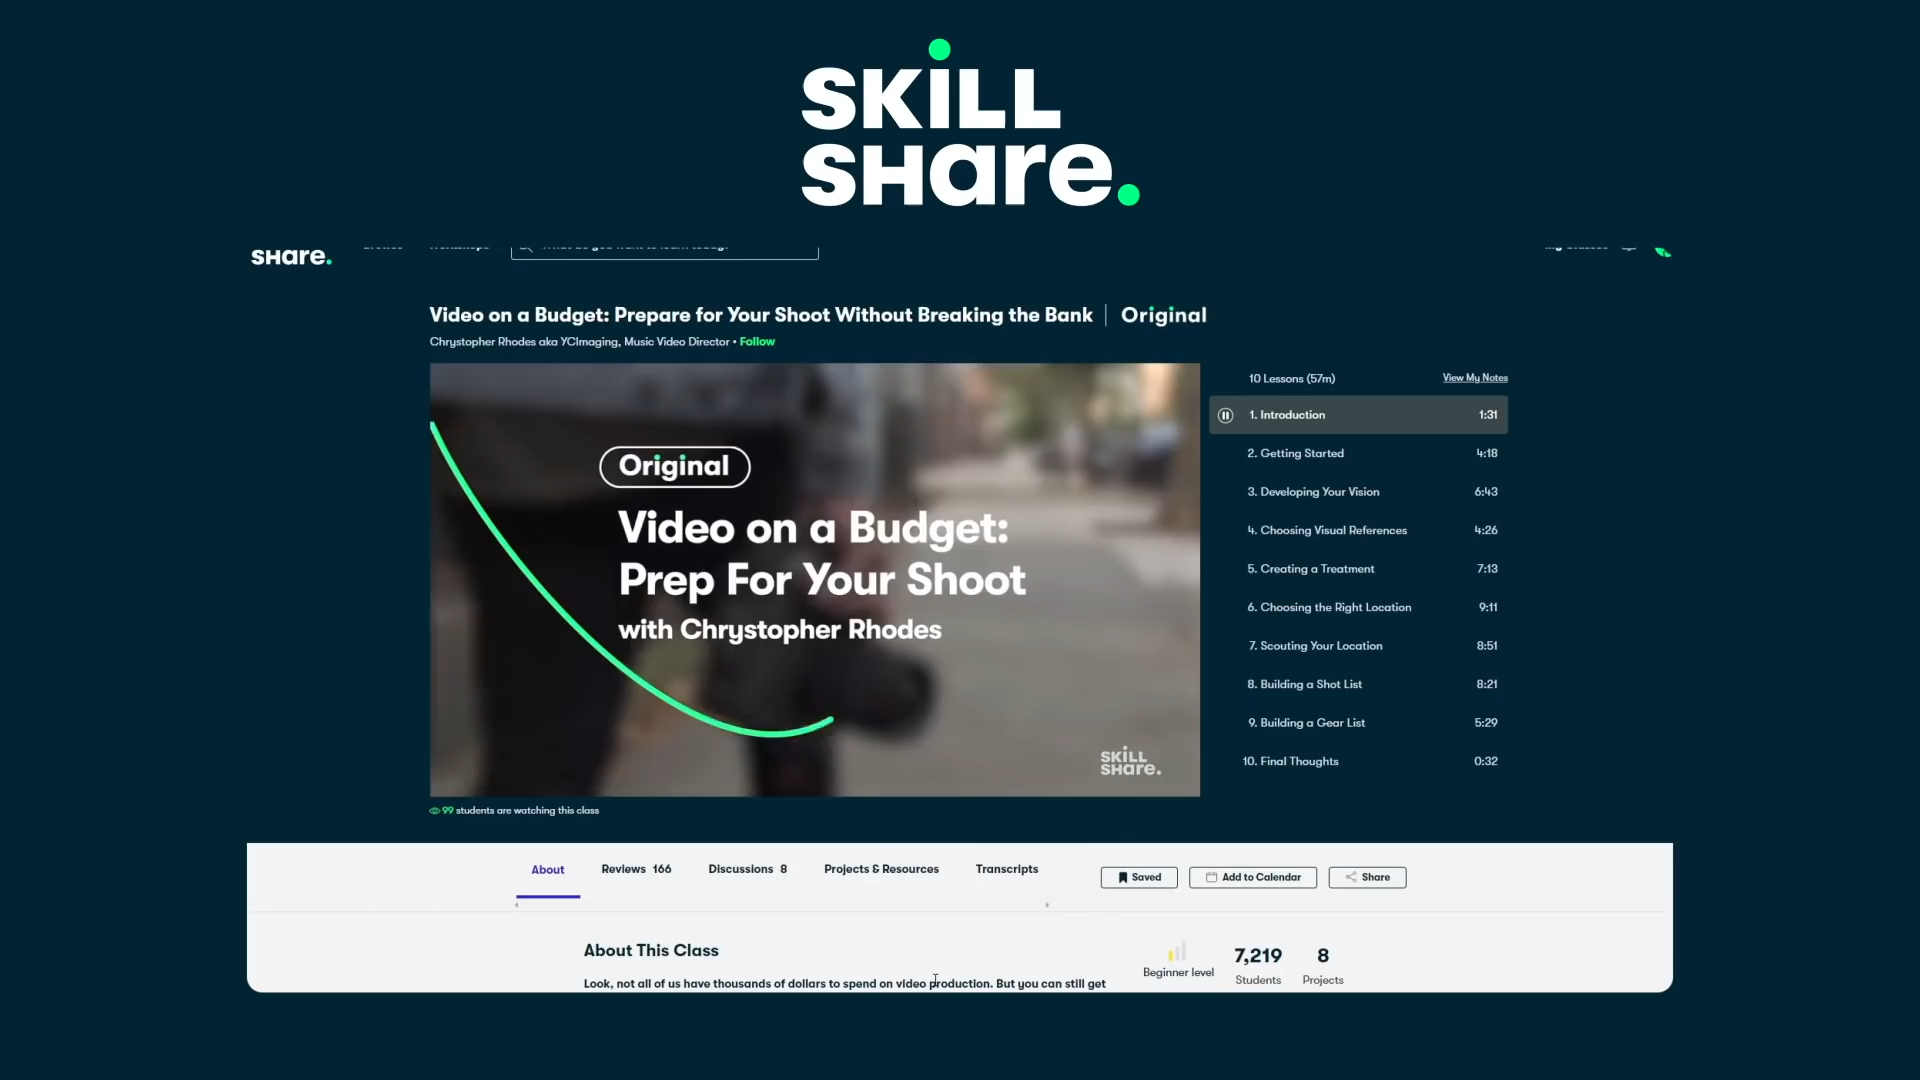 SKILL
SHare.
SHare.
Video on a Budget: Prepare for Your Shoot Without Breaking the Bank | Original
Chrystopher Rhodes aka YCImaging, Music Video Director • Follow
10 Lessons (57m) View My Notes
1. Introduction 1:31
2. Getting Started 4:18
3. Developing Your Vision 6:43
4. Choosing Visual References 4:26
5. Creating a Treatment 7:13
6. Choosing the Right Location 9:11
7. Scouting Your Location 8:51
8. Building a Shot List 8:21
9. Building a Gear List 5:29
10. Final Thoughts 0:32
Original
Video on a Budget:
Prep For Your Shoot
with Chrystopher Rhodes
SKILL
SHare.
99 students are watching this class
About Reviews 166 Discussions 8 Projects & Resources Transcripts Saved Add to Calendar Share
About This Class
Look, not all of us have thousands of dollars to spend on video production. But you can still get
Beginner level
7,219 8
Students Projects